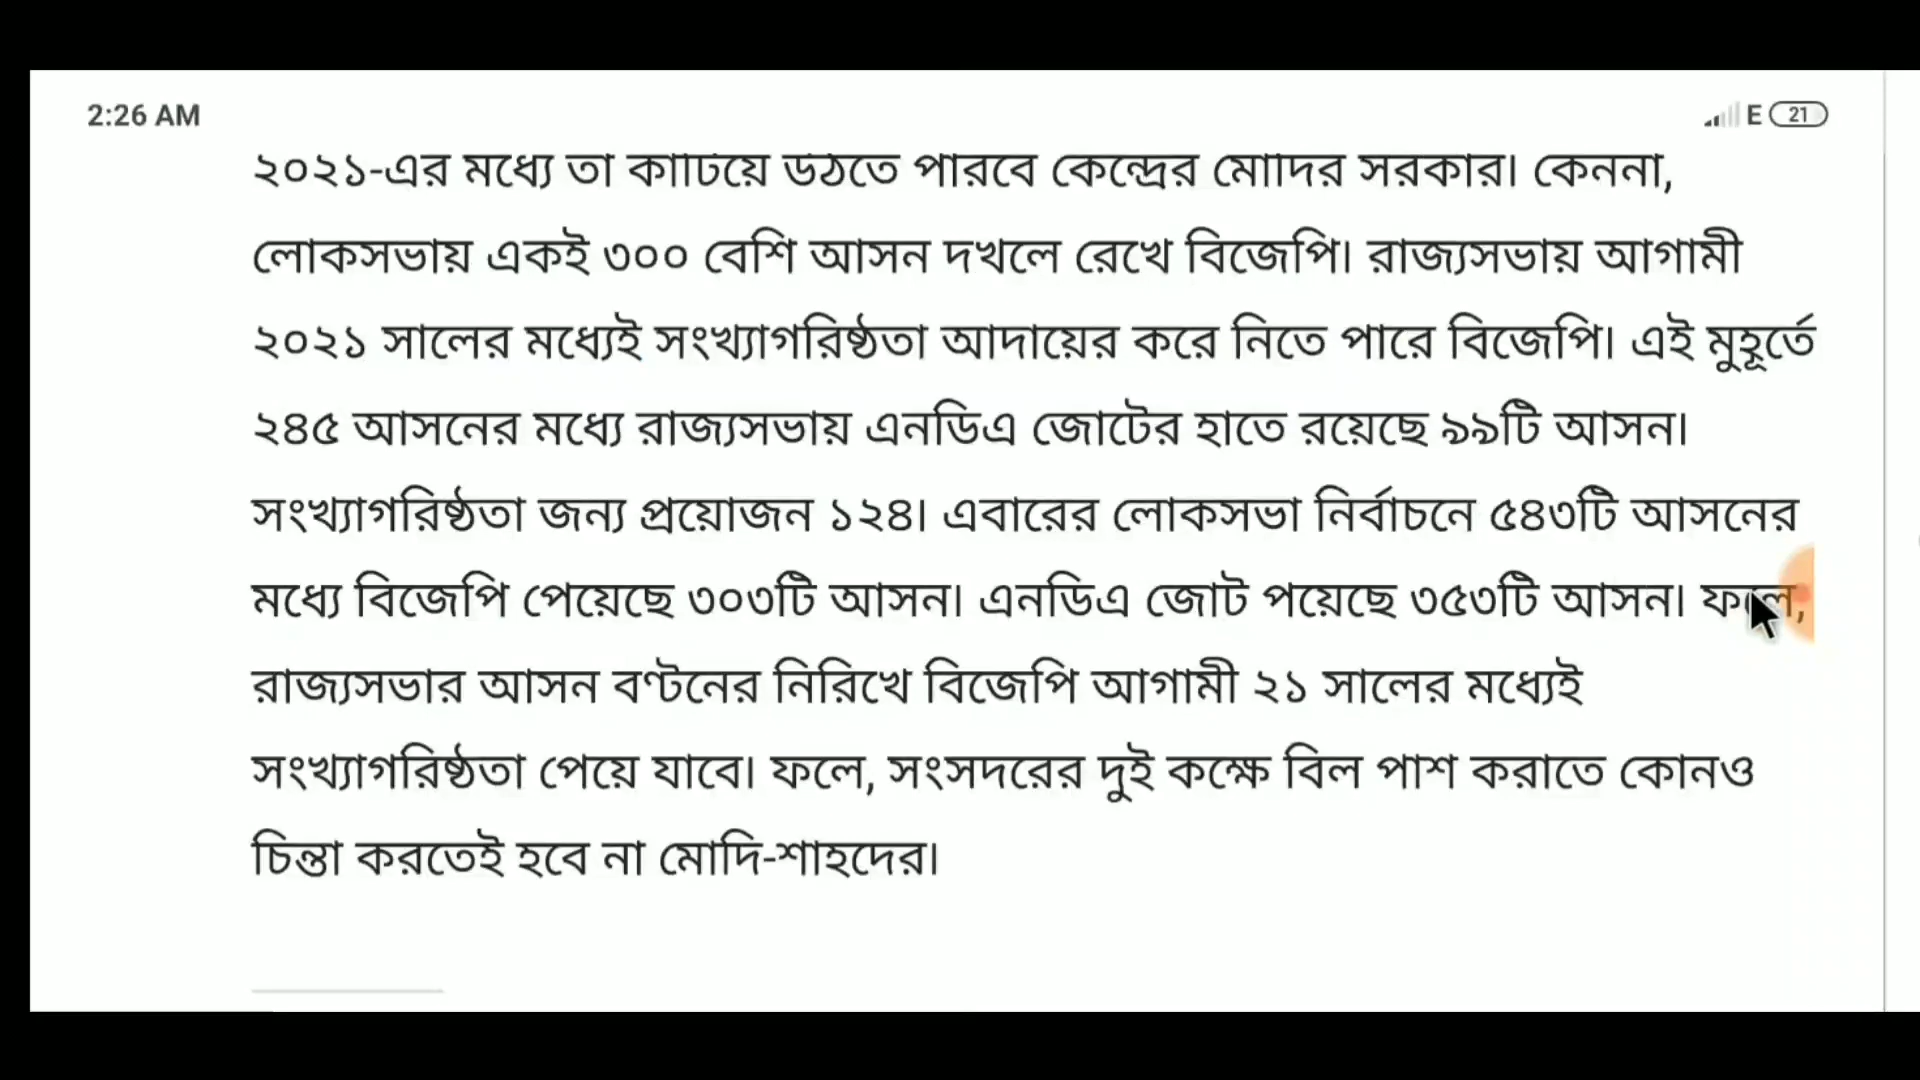 2:26 AM
E 21
২০২১-এর মধ্যে তা কাটিয়ে উঠতে পারবে কেন্দ্রের মোদির সরকার। কেননা,
লোকসভায় একই ৩০০ বেশি আসন দখলে রেখে বিজেপি। রাজ্যসভায় আগামী
২০২১ সালের মধ্যেই সংখ্যাগরিষ্ঠতা আদায়ের করে নিতে পারে বিজেপি। এই মুহূর্তে
২৪৫ আসনের মধ্যে রাজ্যসভায় এনডিএ জোটের হাতে রয়েছে ৯৯টি আসন।
সংখ্যাগরিষ্ঠতা জন্য প্রয়োজন ১২৪। এবারের লোকসভা নির্বাচনে ৫৪৩টি আসনের
মধ্যে বিজেপি পেয়েছে ৩০৩টি আসন। এনডিএ জোট পয়েছে ৩৫৩টি আসন। ফলে,
রাজ্যসভার আসন বণ্টনের নিরিখে বিজেপি আগামী ২১ সালের মধ্যেই
সংখ্যাগরিষ্ঠতা পেয়ে যাবে। ফলে, সংসদরের দুই কক্ষে বিল পাশ করাতে কোনও
চিন্তা করতেই হবে না মোদি-শাহদের।